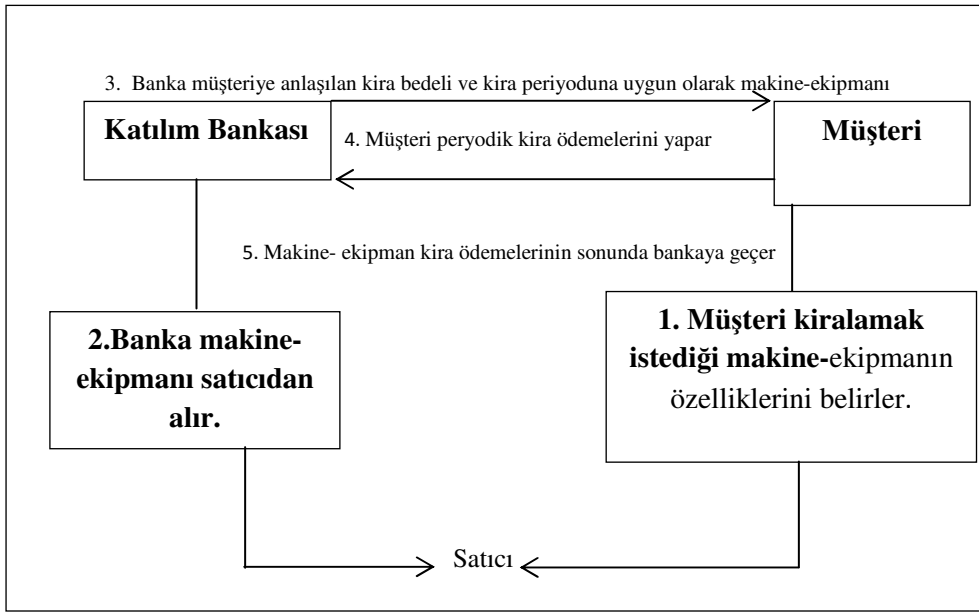 3. Banka müşteriye anlaşılan kira bedeli ve kira periyoduna uygun olarak makine-ekipmanı
Katılım Bankası
4. Müşteri peryodik kira ödemelerini yapar
Müşteri
5. Makine- ekipman kira ödemelerinin sonunda bankaya geçer
2.Banka makine-
ekipmanı satıcıdan
alır.
1. Müşteri kiralamak
istediği makine-ekipmanın
özelliklerini belirler.
Satıcı